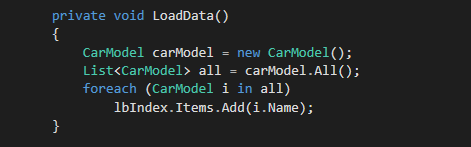 private void LoadData()
{
    CarModel carModel = new CarModel();
    List<CarModel> all = carModel.All();
    foreach (CarModel i in all)
        lbIndex.Items.Add(i.Name);
}